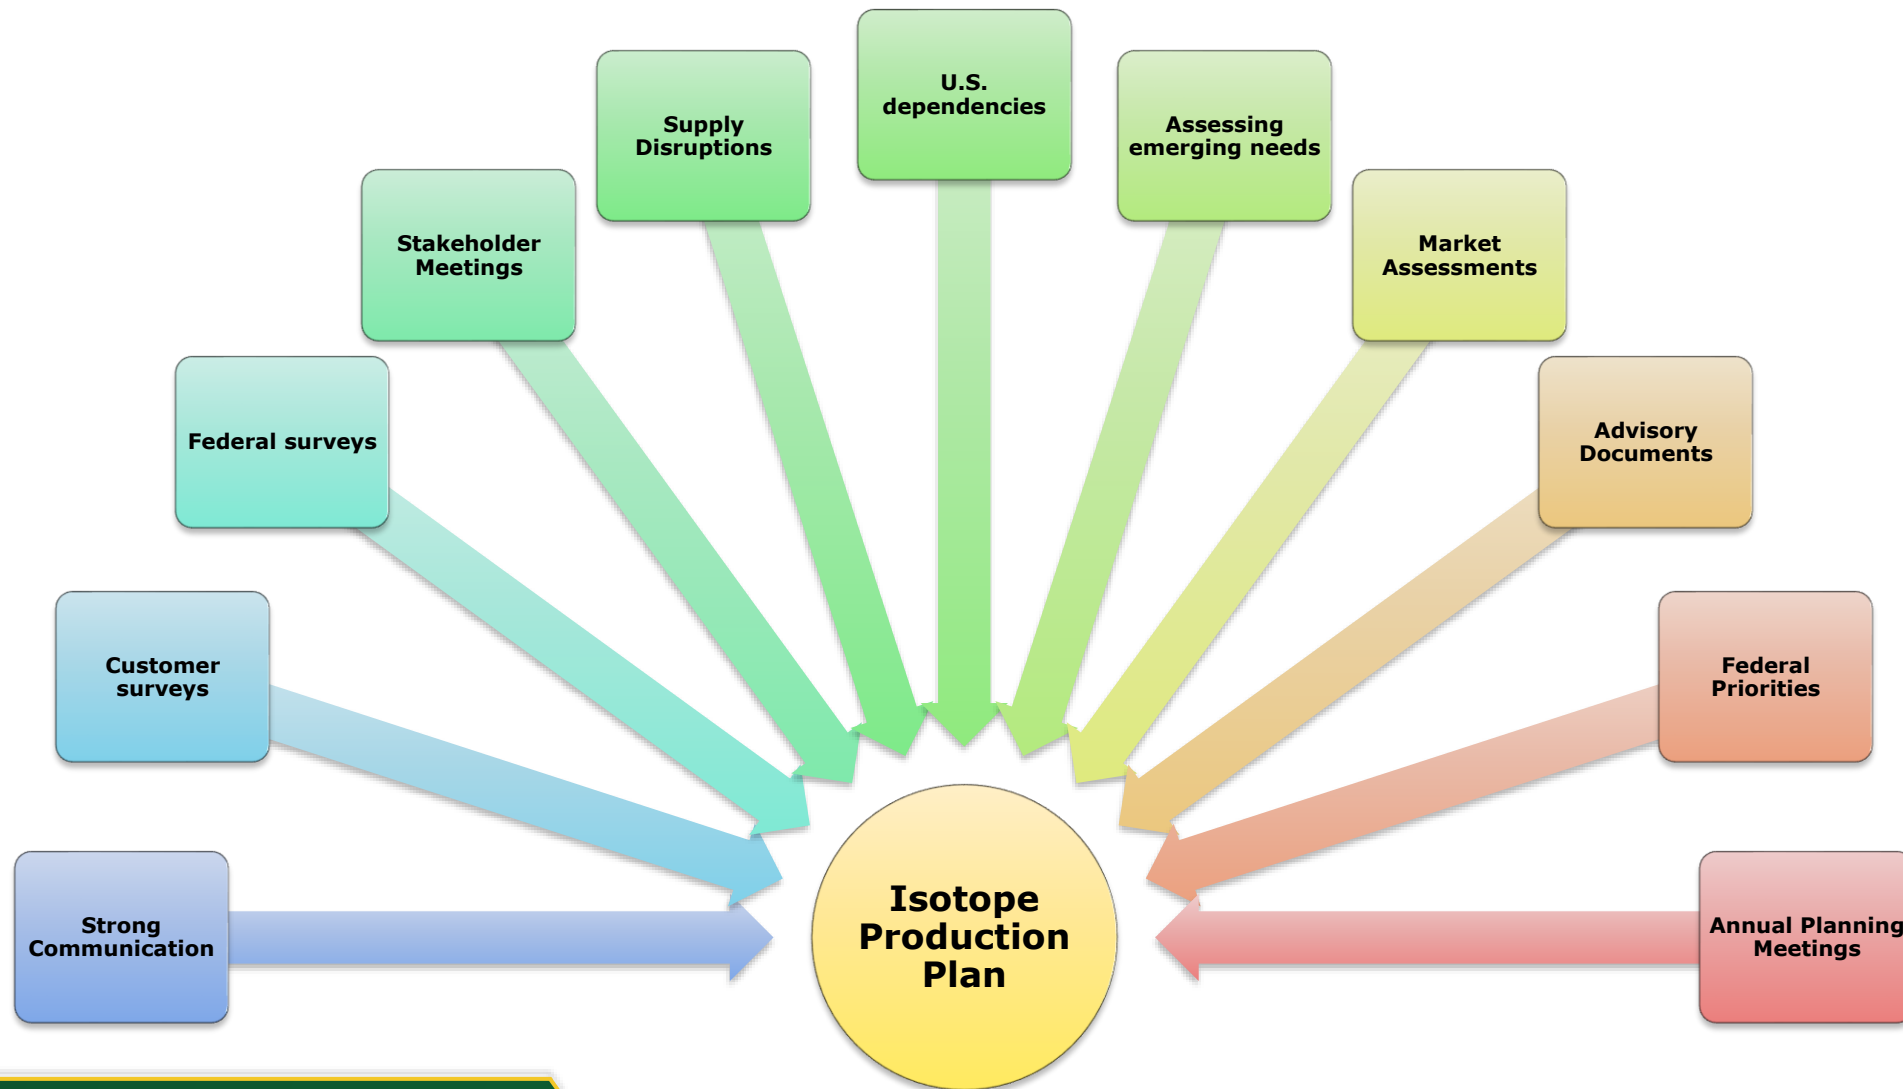 U.S.
dependencies
Supply
Disruptions
Assessing
emerging needs
Stakeholder
Meetings
Market
Assessments
Federal surveys
Advisory
Documents
Customer
surveys
Federal
Priorities
Strong
Communication
Isotope
Production
Plan
Annual Planning
Meetings